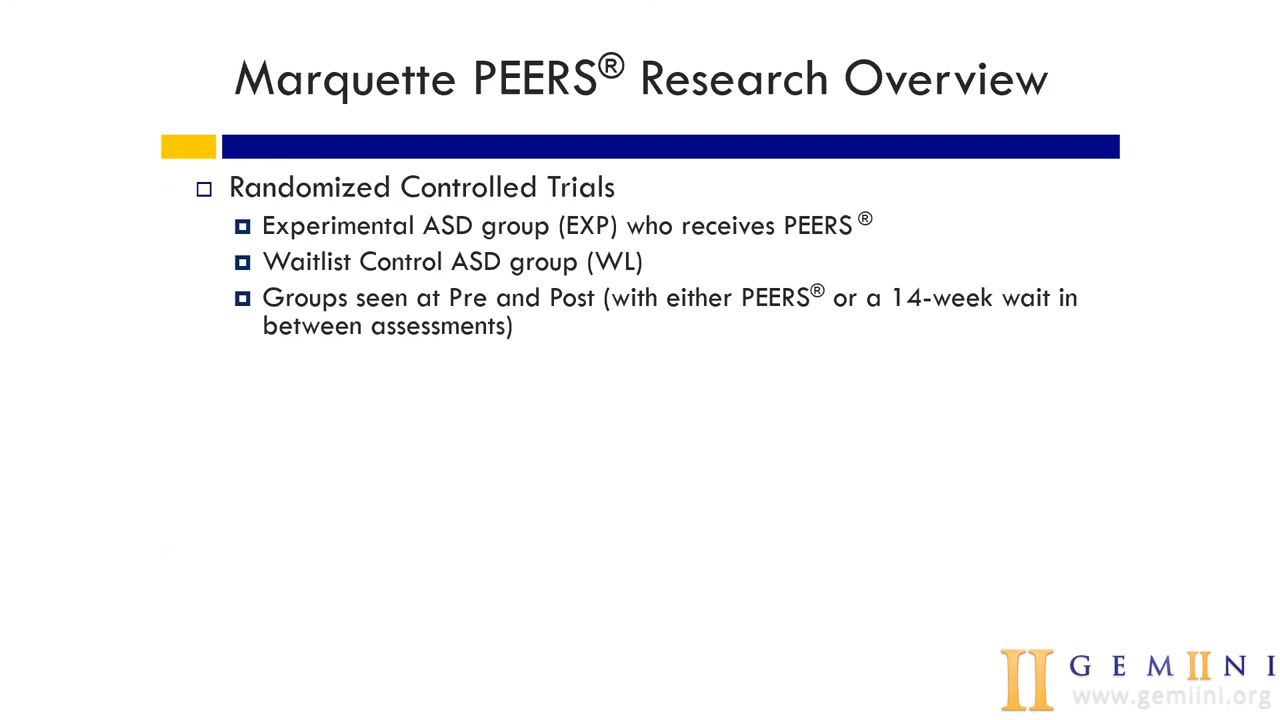 Marquette PEERS® Research Overview
Randomized Controlled Trials
Experimental ASD group (EXP) who receives PEERS ®
Waitlist Control ASD group (WL)
Groups seen at Pre and Post (with either PEERS® or a 14-week wait in
between assessments)
II GEMIINI
www.gemiini.org